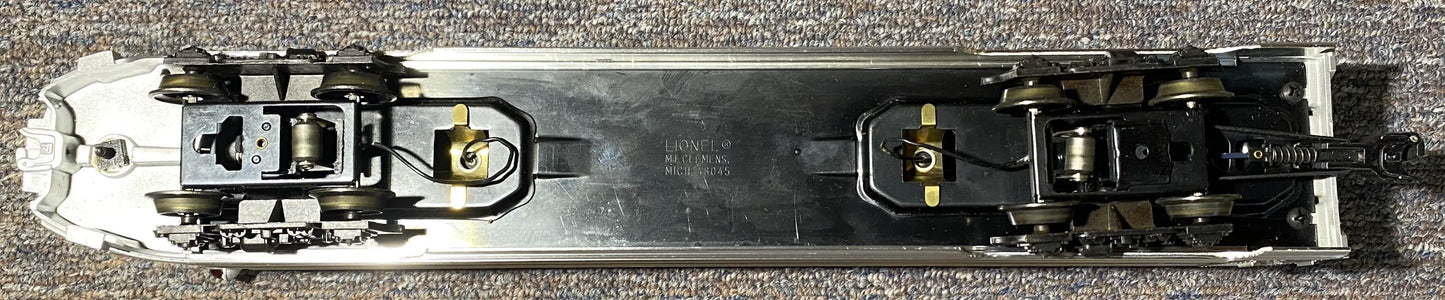 LIONEL®
MT. CLEMENS,
MICH 48045